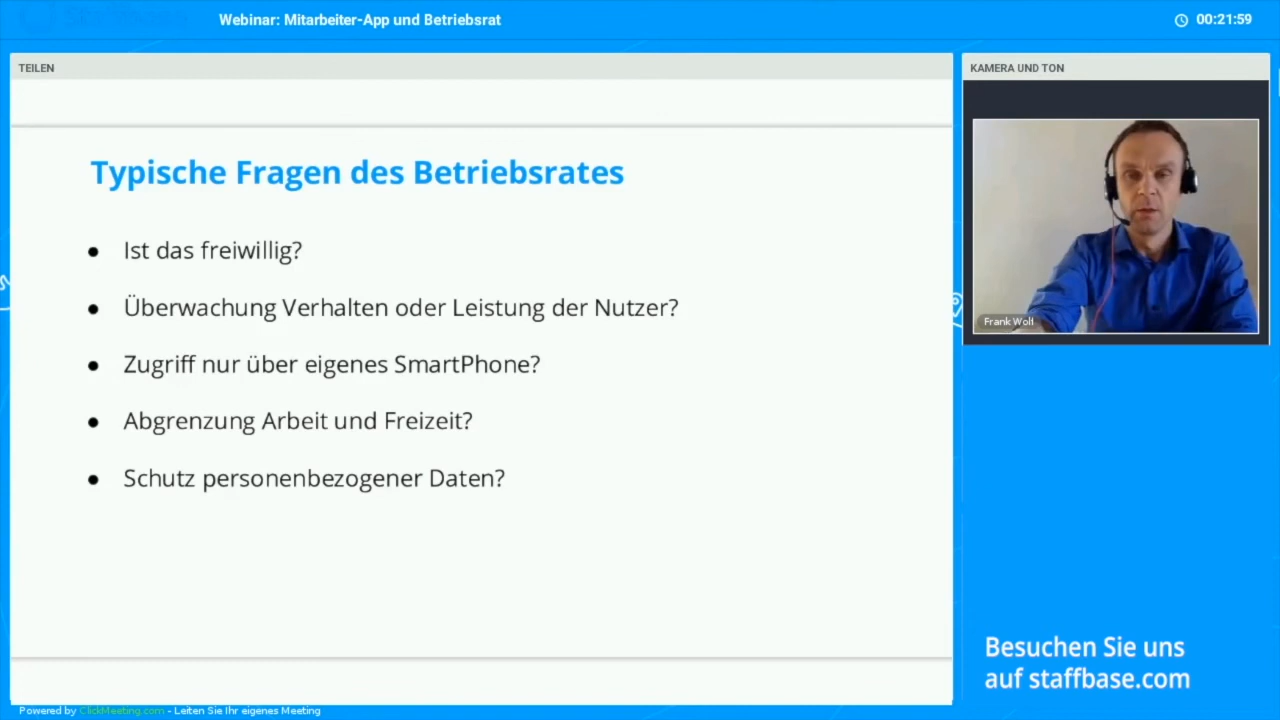 Webinar: Mitarbeiter-App und Betriebsrat
00:21:59
TEILEN
KAMERA UND TON
Typische Fragen des Betriebsrates
● Ist das freiwillig?
● Überwachung Verhalten oder Leistung der Nutzer?
● Zugriff nur über eigenes SmartPhone?
● Abgrenzung Arbeit und Freizeit?
● Schutz personenbezogener Daten?
Frank Wolf
Besuchen Sie uns
auf staffbase.com
Powered by ClickMeeting.com - Leiten Sie Ihr eigenes Meeting